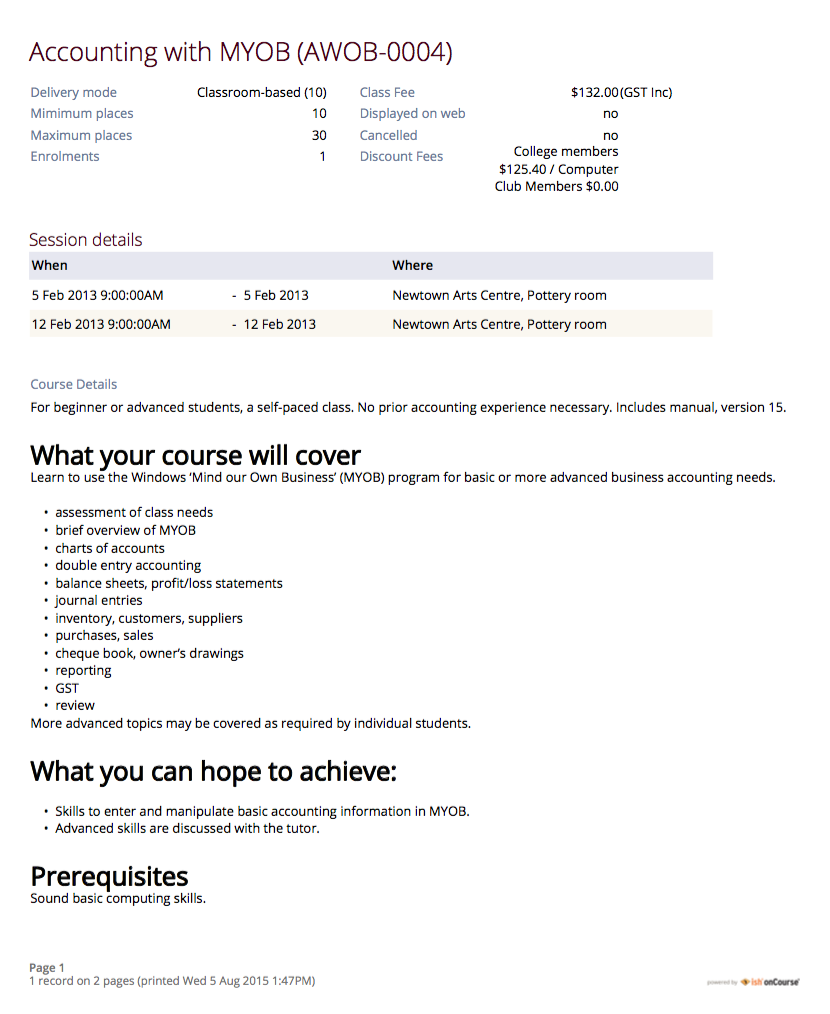 Accounting with MYOB (AWOB-0004)
Delivery mode Classroom-based (10) Class Fee $132.00(GST Inc)
Mimimum places 10 Displayed on web no
Maximum places 30 Cancelled no
Enrolments 1 Discount Fees College members
$125.40 / Computer
Club Members $0.00
Session details
When Where
5 Feb 2013 9:00:00AM - 5 Feb 2013 Newtown Arts Centre, Pottery room
12 Feb 2013 9:00:00AM - 12 Feb 2013 Newtown Arts Centre, Pottery room
Course Details
For beginner or advanced students, a self-paced class. No prior accounting experience necessary. Includes manual, version 15.
What your course will cover
Learn to use the Windows ‘Mind our Own Business’ (MYOB) program for basic or more advanced business accounting needs.
• assessment of class needs
• brief overview of MYOB
• charts of accounts
• double entry accounting
• balance sheets, profit/loss statements
• journal entries
• inventory, customers, suppliers
• purchases, sales
• cheque book, owner’s drawings
• reporting
• GST
• review
More advanced topics may be covered as required by individual students.
What you can hope to achieve:
• Skills to enter and manipulate basic accounting information in MYOB.
• Advanced skills are discussed with the tutor.
Prerequisites
Sound basic computing skills.
Page 1
1 record on 2 pages (printed Wed 5 Aug 2015 1:47PM)
powered by ish onCourse